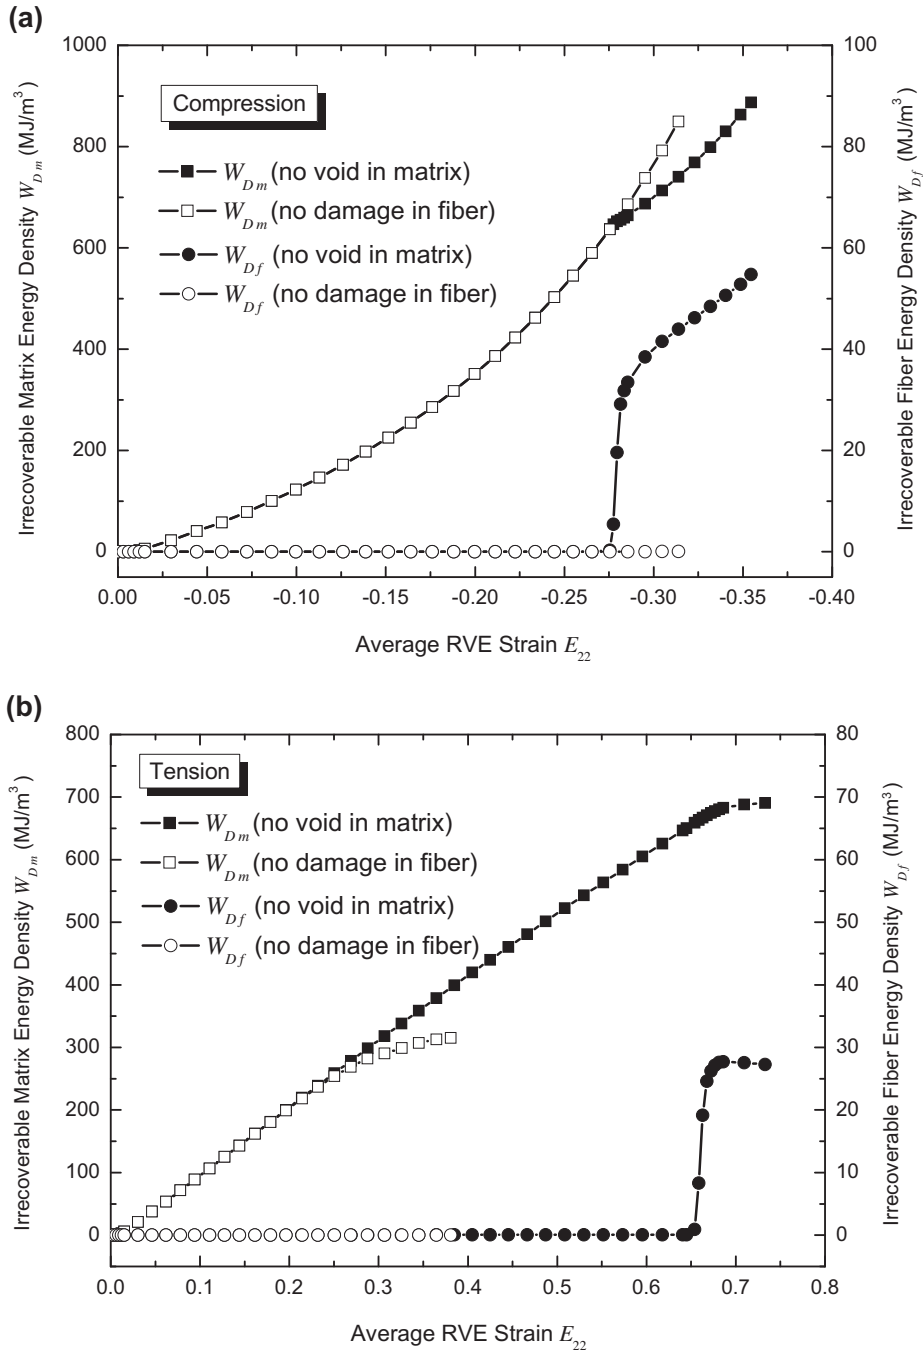 (a)
1000
800
600
400
200
0
Irrecoverable Matrix Energy Density W_Dm (MJ/m³)
Compression
W_Dm (no void in matrix)
W_Dm (no damage in fiber)
W_Df (no void in matrix)
W_Df (no damage in fiber)
100
80
60
40
20
0
Irrecoverable Fiber Energy Density W_Df (MJ/m³)
0.00 -0.05 -0.10 -0.15 -0.20 -0.25 -0.30 -0.35 -0.40
Average RVE Strain E_22
(b)
800
700
600
500
400
300
200
100
0
Irrecoverable Matrix Energy Density W_Dm (MJ/m³)
Tension
W_Dm (no void in matrix)
W_Dm (no damage in fiber)
W_Df (no void in matrix)
W_Df (no damage in fiber)
80
70
60
50
40
30
20
10
0
Irrecoverable Fiber Energy Density W_Df (MJ/m³)
0.0 0.1 0.2 0.3 0.4 0.5 0.6 0.7 0.8
Average RVE Strain E_22